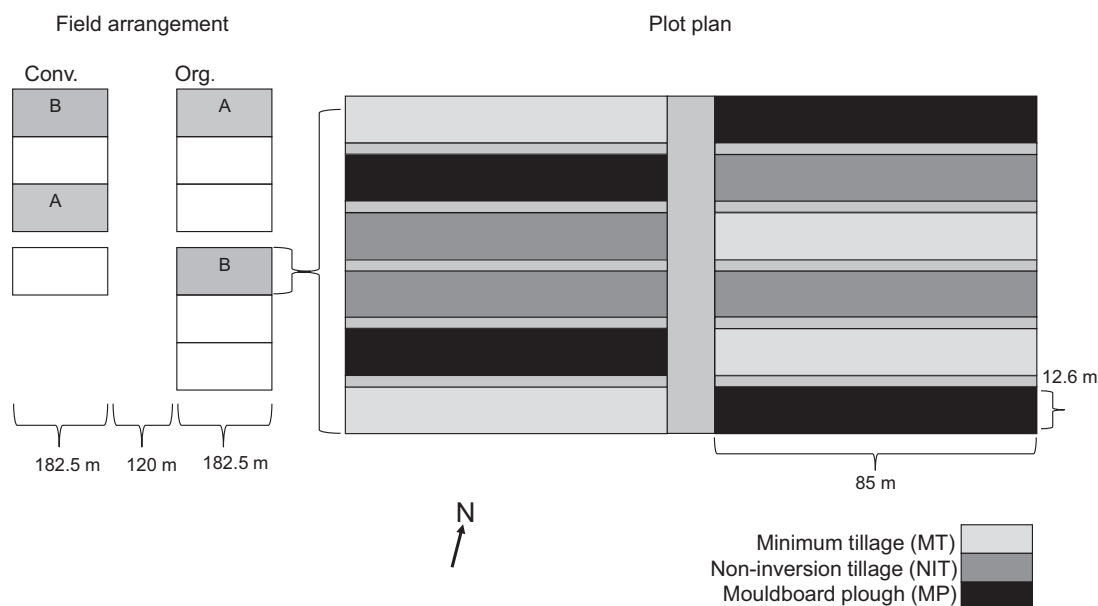 Field arrangement
Plot plan
Conv.
Org.
B
A
A
B
12.6 m
182.5 m
120 m
182.5 m
85 m
N
Minimum tillage (MT)
Non-inversion tillage (NIT)
Mouldboard plough (MP)